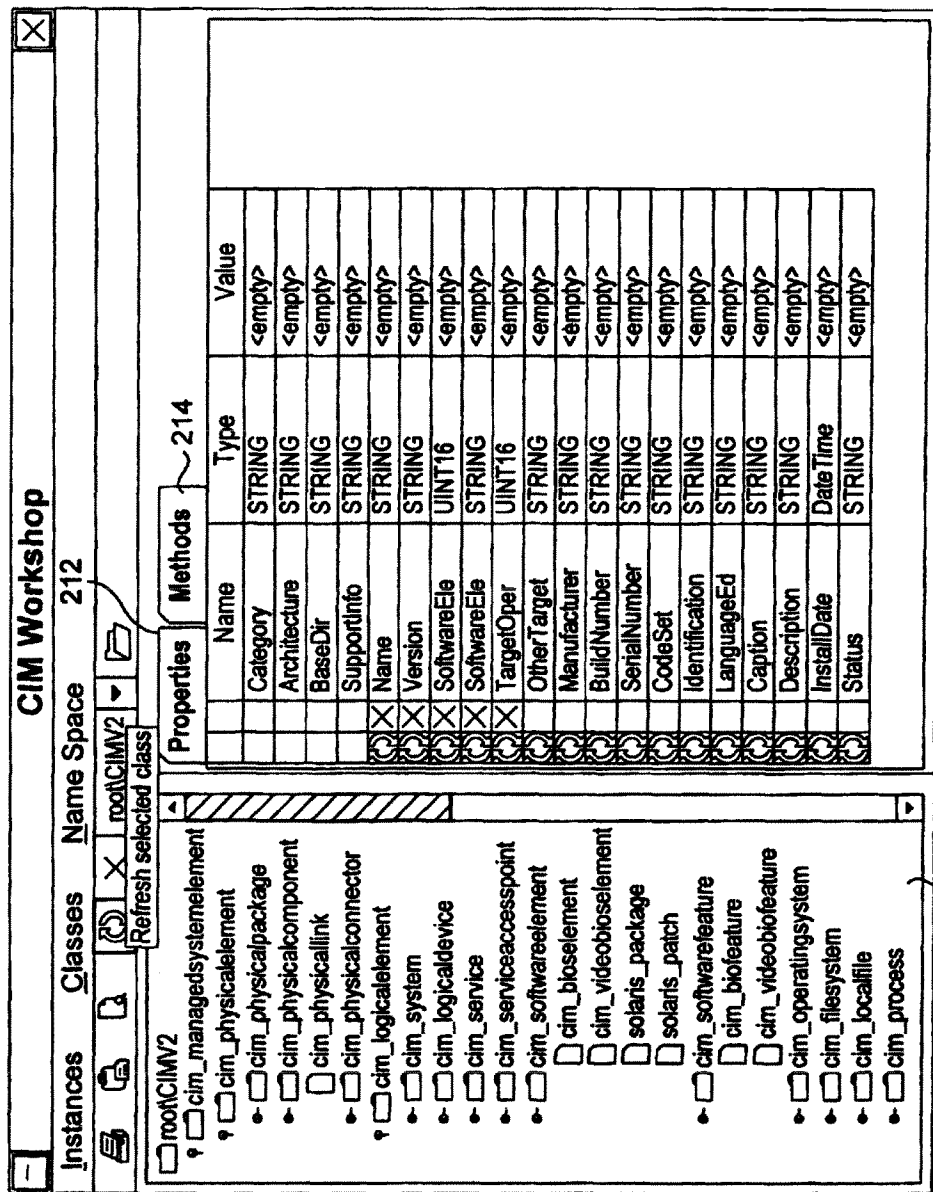 CIM Workshop
Instances Classes Name Space 212
root\CIMV2
Refresh selected class
root\CIMV2
cim_managedsystemelement
cim_physicalelement
cim_physicalpackage
cim_physicalcomponent
cim_physicallink
cim_physicalconnector
cim_logicalelement
cim_system
cim_logicaldevice
cim_service
cim_serviceaccesspoint
cim_softwareelement
cim_bioselement
cim_videobioselement
solaris_package
solaris_patch
cim_softwarefeature
cim_biofeature
cim_videobiofeature
cim_operatingsystem
cim_filesystem
cim_localfile
cim_process
Properties Methods 214
Name Type Value
Category STRING <empty>
Architecture STRING <empty>
BaseDir STRING <empty>
SupportInfo STRING <empty>
Name STRING <empty>
Version STRING <empty>
SoftwareEle UINT16 <empty>
SoftwareEle STRING <empty>
TargetOper UINT16 <empty>
OtherTarget STRING <empty>
Manufacturer STRING <empty>
BuildNumber STRING <empty>
SerialNumber STRING <empty>
CodeSet STRING <empty>
Identification STRING <empty>
LanguageEd STRING <empty>
Caption STRING <empty>
Description STRING <empty>
InstallDate DateTime <empty>
Status STRING <empty>